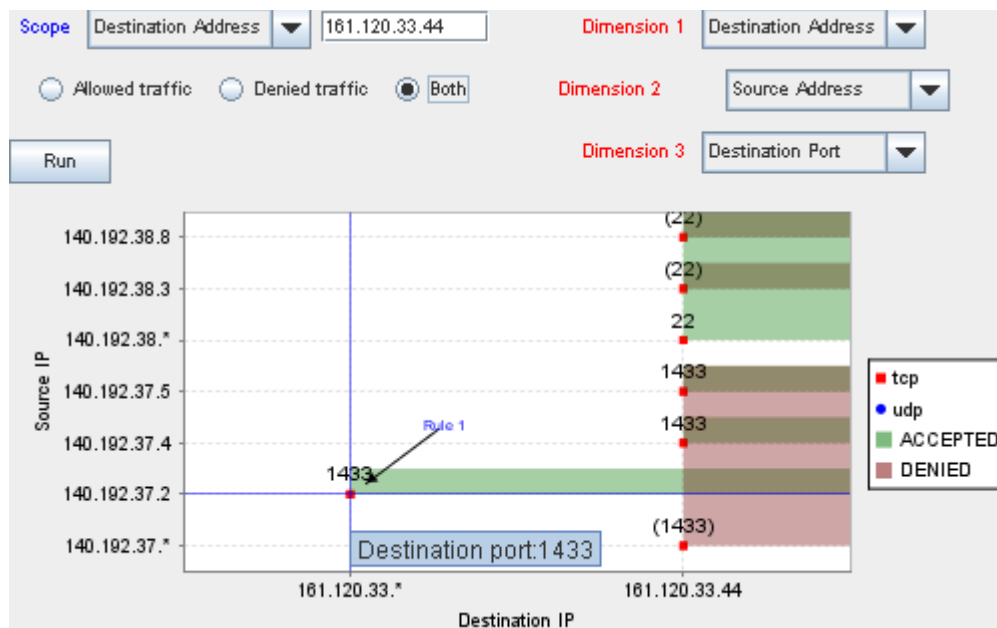 Scope Destination Address 161.120.33.44 Dimension 1 Destination Address
Allowed traffic Denied traffic Both Dimension 2 Source Address
Run Dimension 3 Destination Port
(22)
140.192.38.8
(22)
140.192.38.3
22
140.192.38.*
1433
140.192.37.5
1433
Rule 1
140.192.37.4
1433
140.192.37.2
(1433)
140.192.37.*
Destination port:1433
Source IP
161.120.33.* 161.120.33.44
Destination IP
tcp
udp
ACCEPTED
DENIED